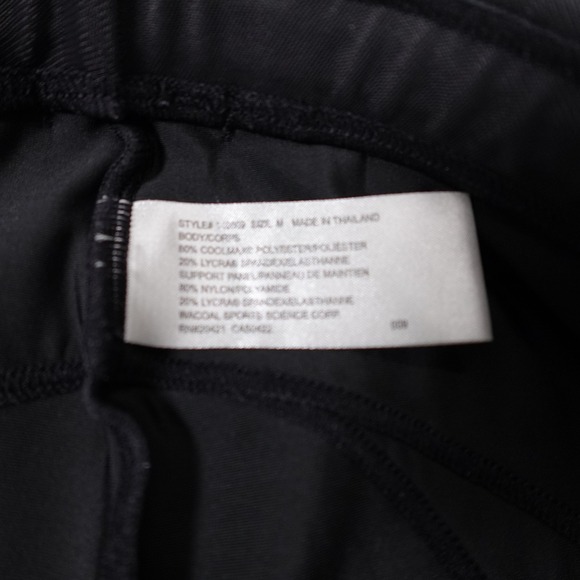 STYLE# SIZE M MADE IN THAILAND
BODY/CORPS
80% COOLMAX® POLYESTER/POLIESTER
20% LYCRA® SPANDEX/ELASTHANNE
SUPPORT PANEL/PANNEAU DE MAINTIEN
80% NYLON/POLYAMIDE
20% LYCRA® SPANDEX/ELASTHANNE
WACOAL SPORTS SCIENCE CORP.